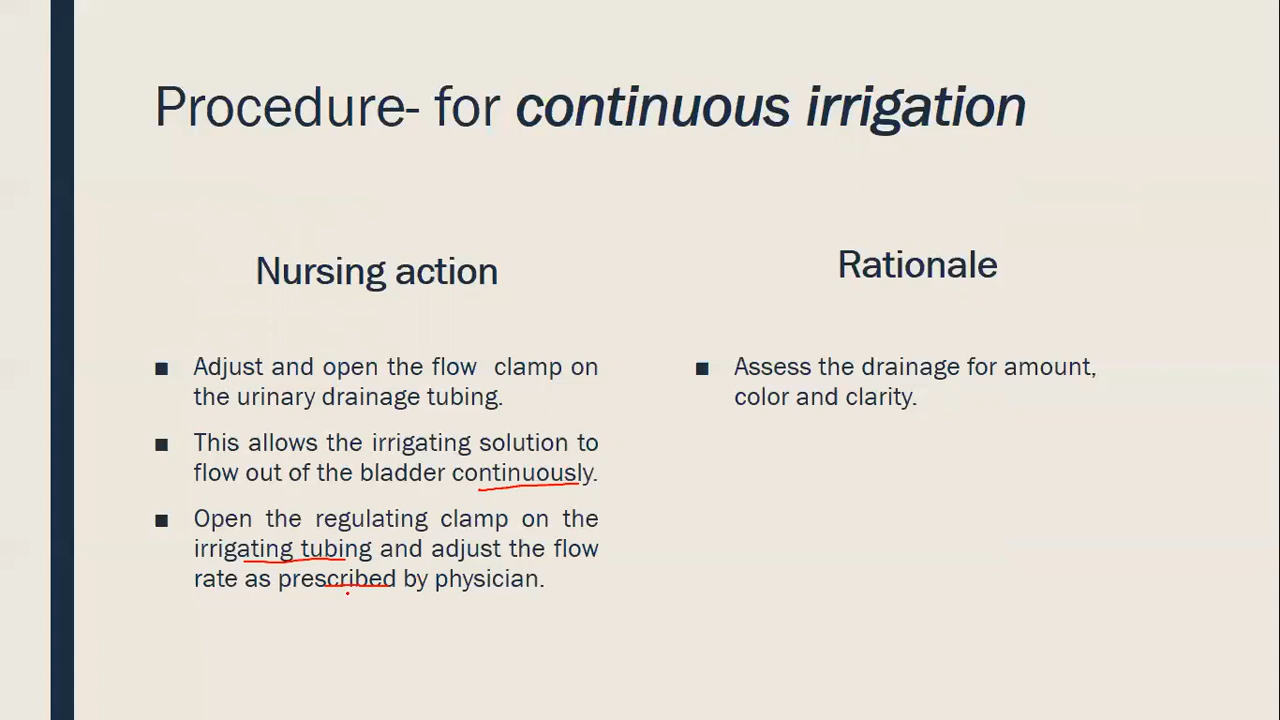 Procedure- for continuous irrigation
Nursing action
■ Adjust and open the flow clamp on
the urinary drainage tubing.
■ This allows the irrigating solution to
flow out of the bladder continuously.
■ Open the regulating clamp on the
irrigating tubing and adjust the flow
rate as prescribed by physician.
Rationale
■ Assess the drainage for amount,
color and clarity.